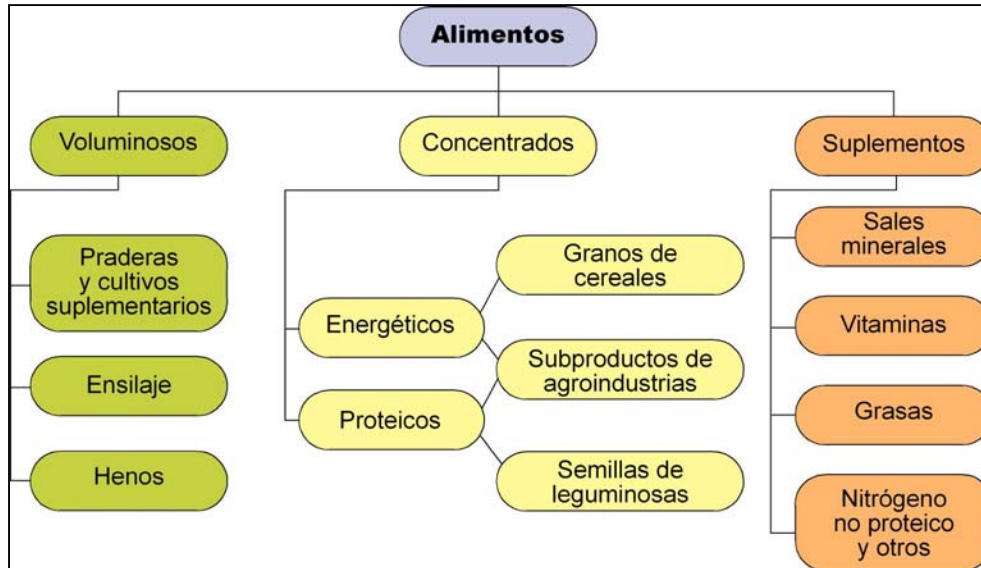 Alimentos
Voluminosos
Concentrados
Suplementos
Praderas
y cultivos
suplementarios
Ensilaje
Henos
Energéticos
Proteicos
Granos de
cereales
Subproductos de
agroindustrias
Semillas de
leguminosas
Sales
minerales
Vitaminas
Grasas
Nitrógeno
no proteico
y otros